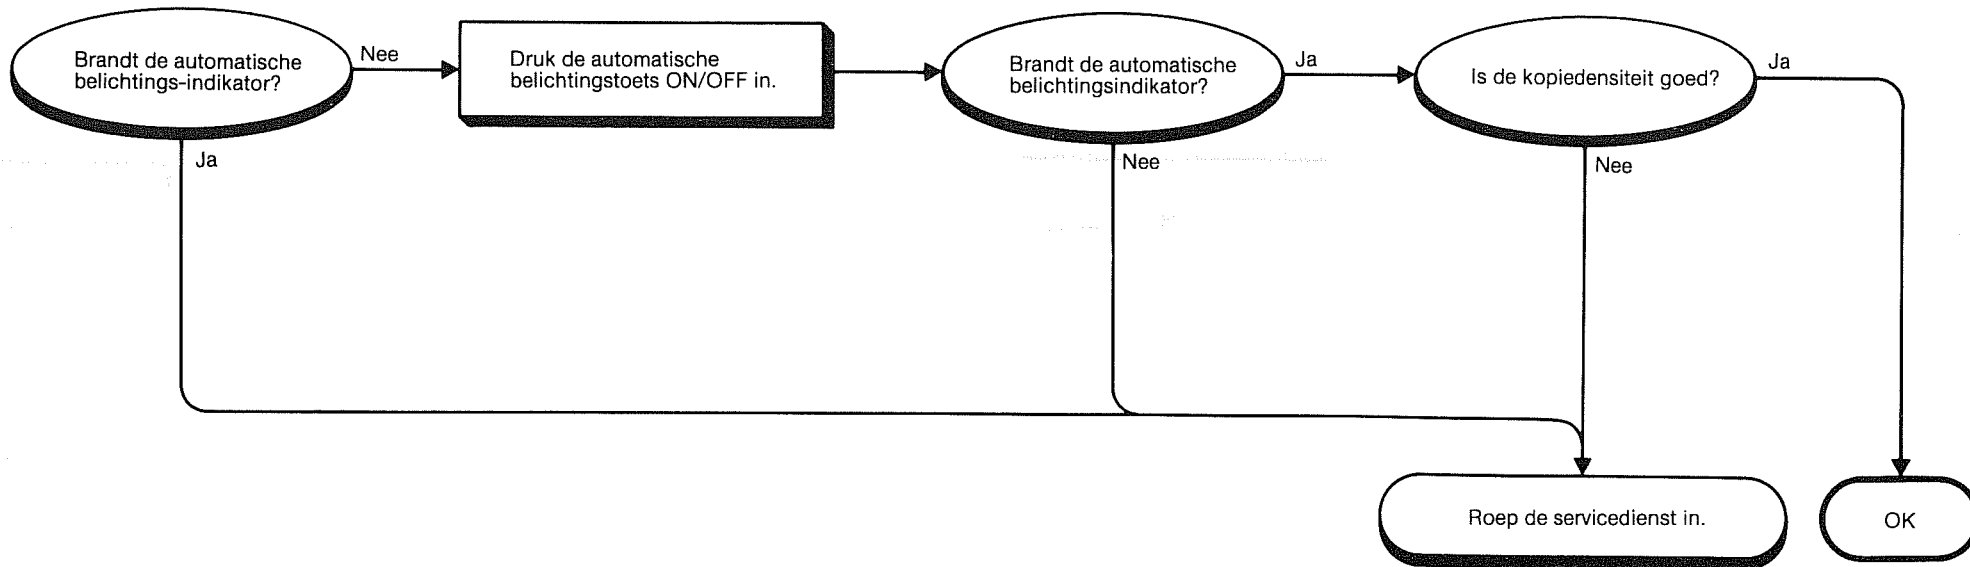 Brandt de automatische
belichtings-indikator?
Nee
Druk de automatische
belichtingstoets ON/OFF in.
Brandt de automatische
belichtingsindikator?
Ja
Is de kopiedensiteit goed?
Ja
Ja
Nee
Nee
Roep de servicedienst in.
OK